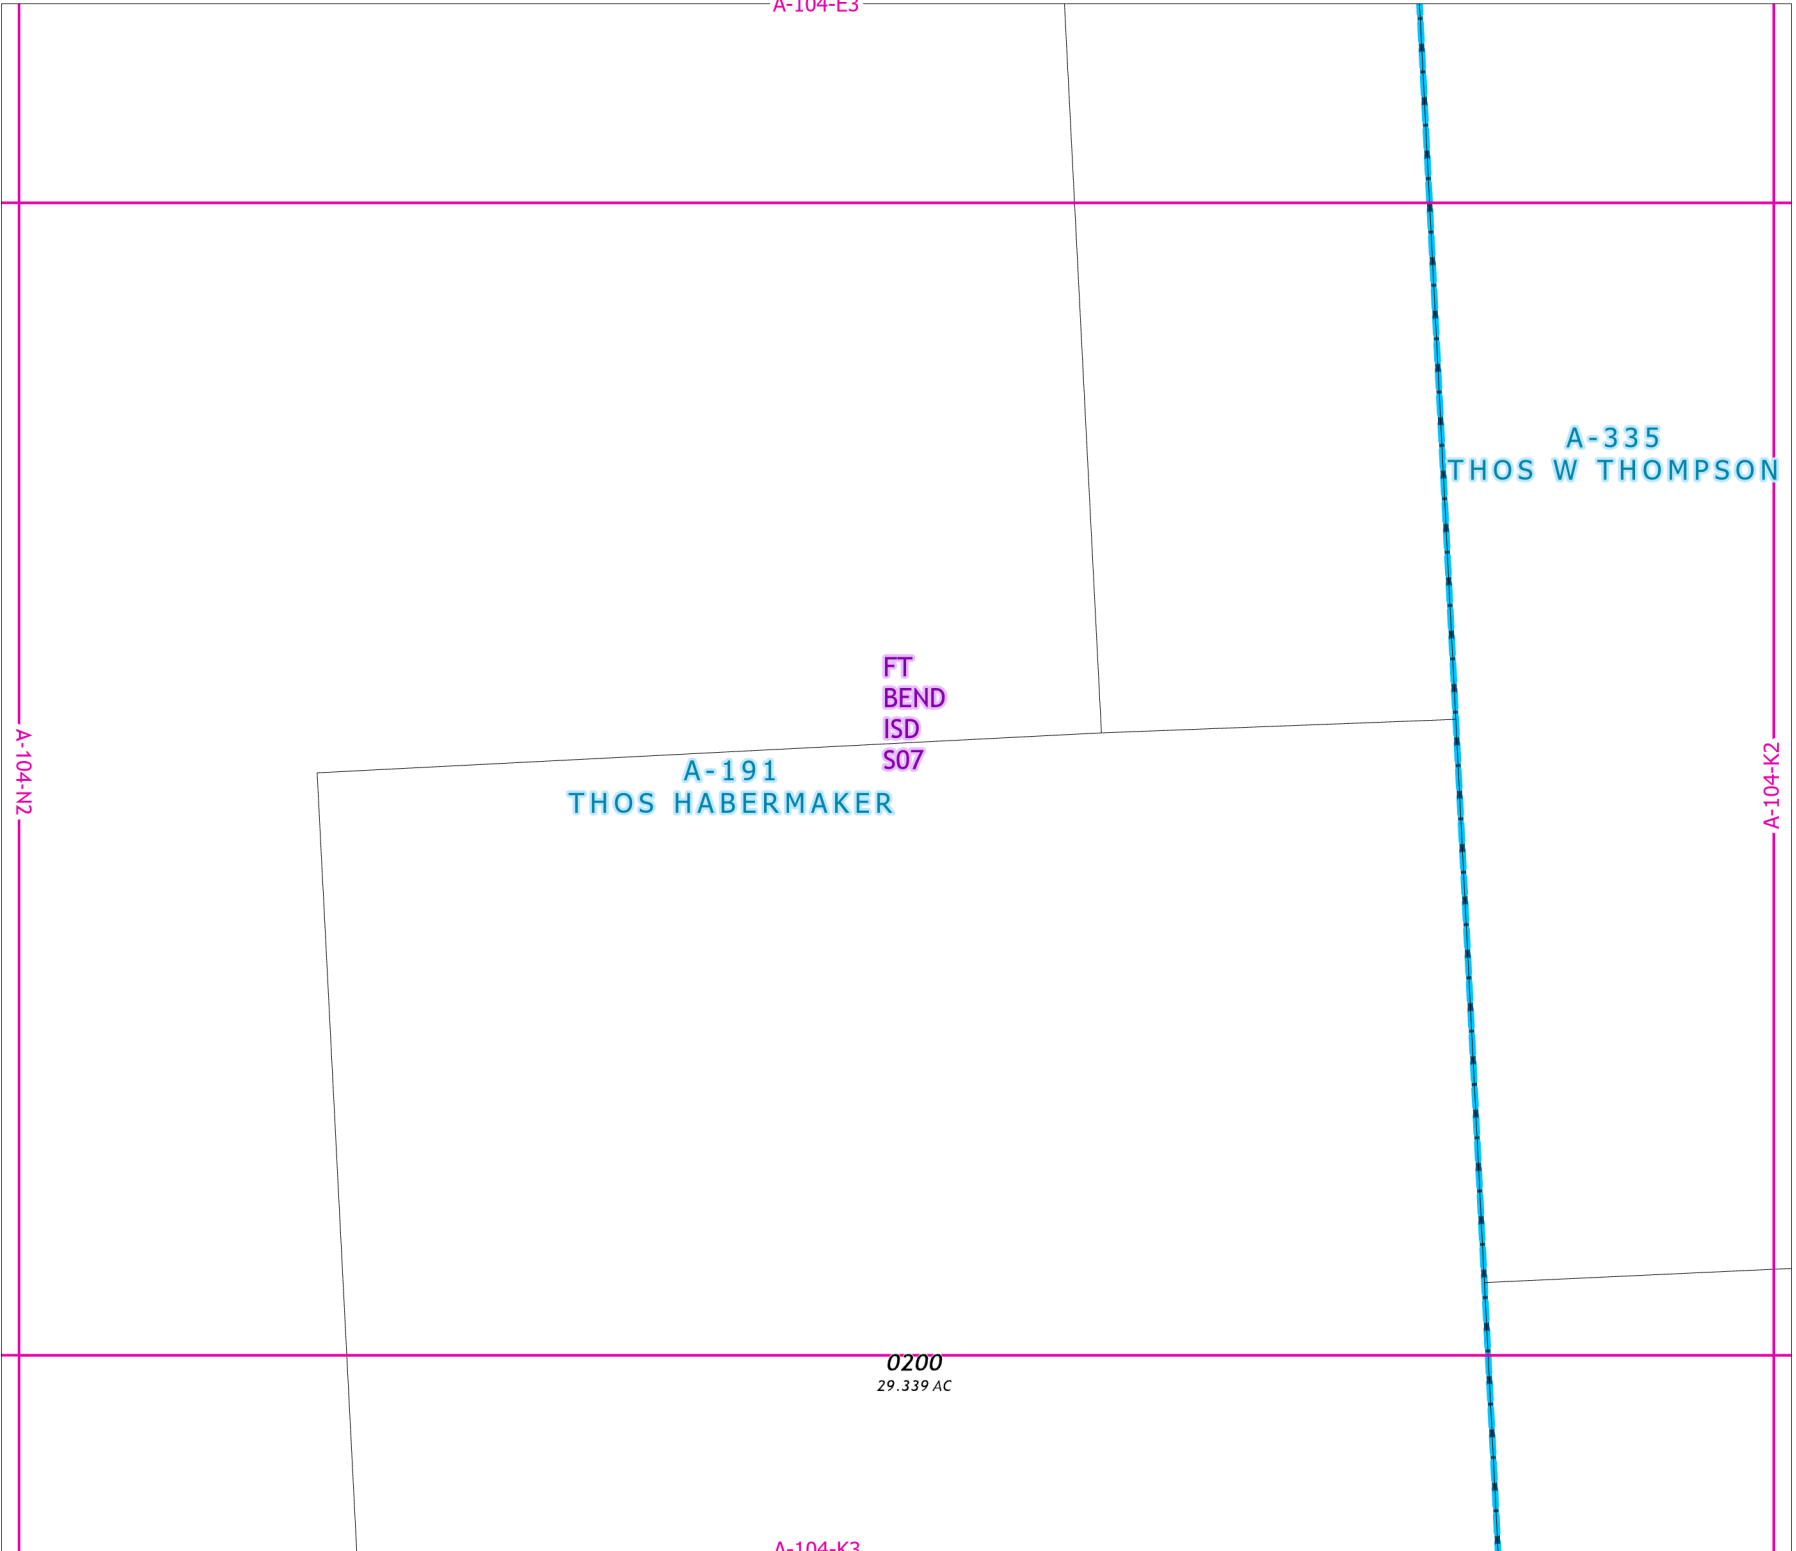 A-104-E3
A-335
THOS W THOMPSON
FT
BEND
ISD
S07
A-104-N2
A-191
THOS HABERMAKER
A-104-K2
0200
29.339 AC
A-104-K3